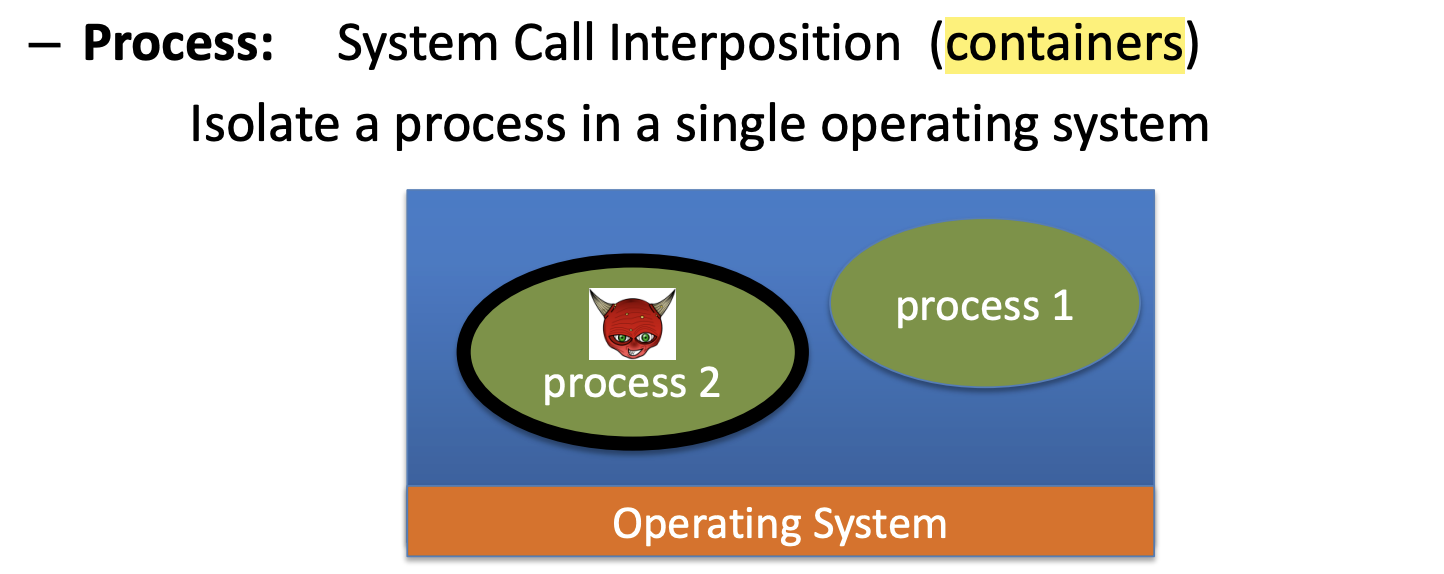 – Process: System Call Interposition (containers)
Isolate a process in a single operating system
process 1
process 2
Operating System